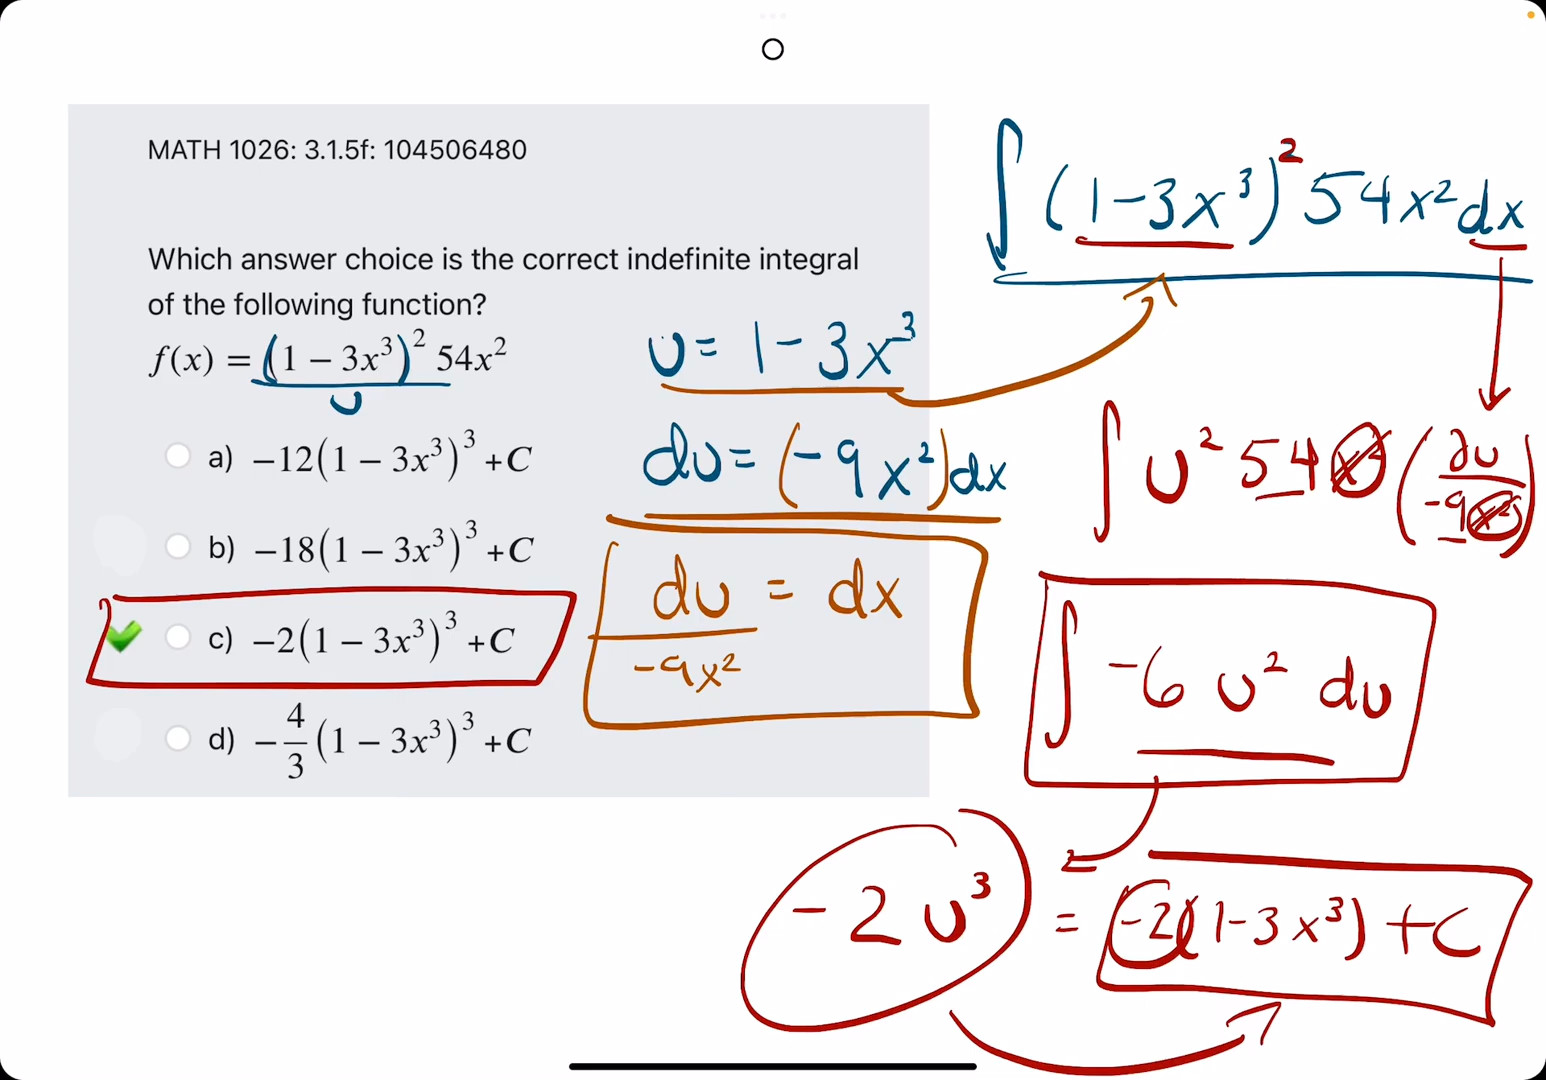 MATH 1026: 3.1.5f: 104506480
Which answer choice is the correct indefinite integral
of the following function?
f(x) = (1 − 3x³)² 54x²
U
a) −12(1 − 3x³)³ +C
b) −18(1 − 3x³)³ +C
c) −2(1 − 3x³)³ +C
d) −4/3(1 − 3x³)³ +C
∫(1−3x³)² 54x² dx
u = 1−3x³
du = (−9x²)dx
du/−9x² = dx
∫ u² 54x² (du/−9x²)
∫ −6 u² du
−2u³ = −2(1−3x³) + C